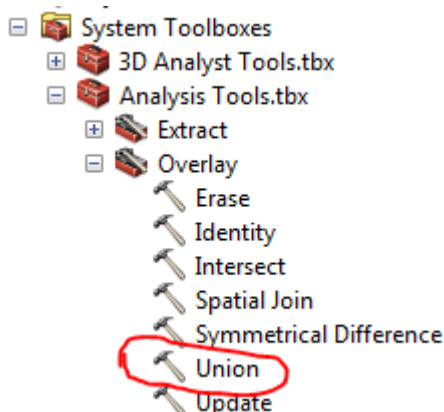 System Toolboxes
3D Analyst Tools.tbx
Analysis Tools.tbx
Extract
Overlay
Erase
Identity
Intersect
Spatial Join
Symmetrical Difference
Union
Update